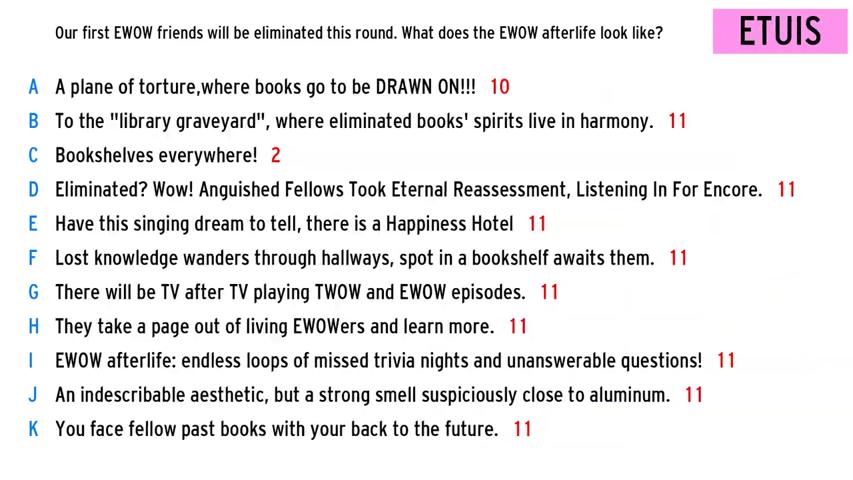 Our first EWOW friends will be eliminated this round. What does the EWOW afterlife look like?
ETUIS
A A plane of torture,where books go to be DRAWN ON!!! 10
B To the "library graveyard", where eliminated books' spirits live in harmony. 11
C Bookshelves everywhere! 2
D Eliminated? Wow! Anguished Fellows Took Eternal Reassessment, Listening In For Encore. 11
E Have this singing dream to tell, there is a Happiness Hotel 11
F Lost knowledge wanders through hallways, spot in a bookshelf awaits them. 11
G There will be TV after TV playing TWOW and EWOW episodes. 11
H They take a page out of living EWOWers and learn more. 11
I EWOW afterlife: endless loops of missed trivia nights and unanswerable questions! 11
J An indescribable aesthetic, but a strong smell suspiciously close to aluminum. 11
K You face fellow past books with your back to the future. 11